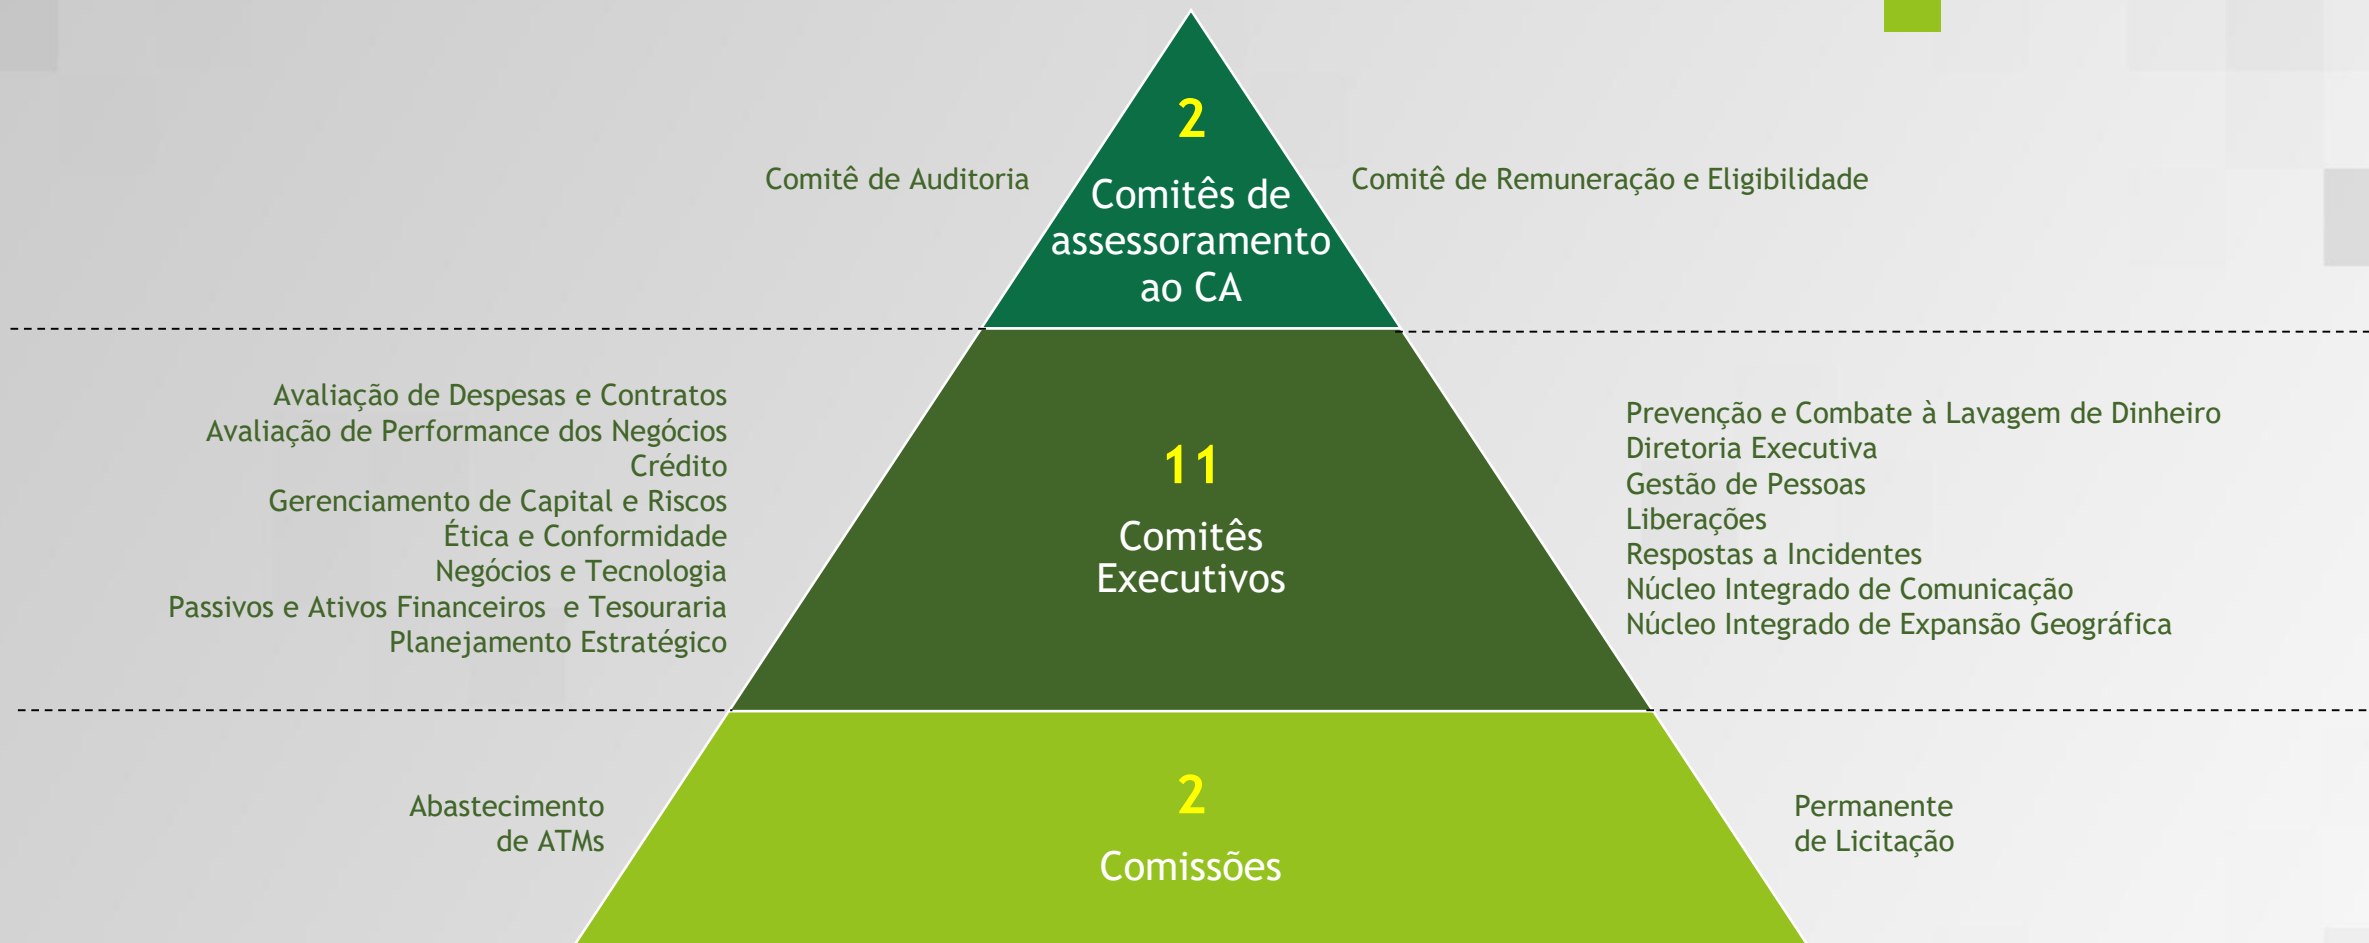 2
Comitê de Auditoria
Comitês de
assessoramento
ao CA
Comitê de Remuneração e Eligibilidade
Avaliação de Despesas e Contratos
Avaliação de Performance dos Negócios
Crédito
Gerenciamento de Capital e Riscos
Ética e Conformidade
Negócios e Tecnologia
Passivos e Ativos Financeiros e Tesouraria
Planejamento Estratégico
11
Comitês
Executivos
Prevenção e Combate à Lavagem de Dinheiro
Diretoria Executiva
Gestão de Pessoas
Liberações
Respostas a Incidentes
Núcleo Integrado de Comunicação
Núcleo Integrado de Expansão Geográfica
Abastecimento
de ATMs
2
Comissões
Permanente
de Licitação